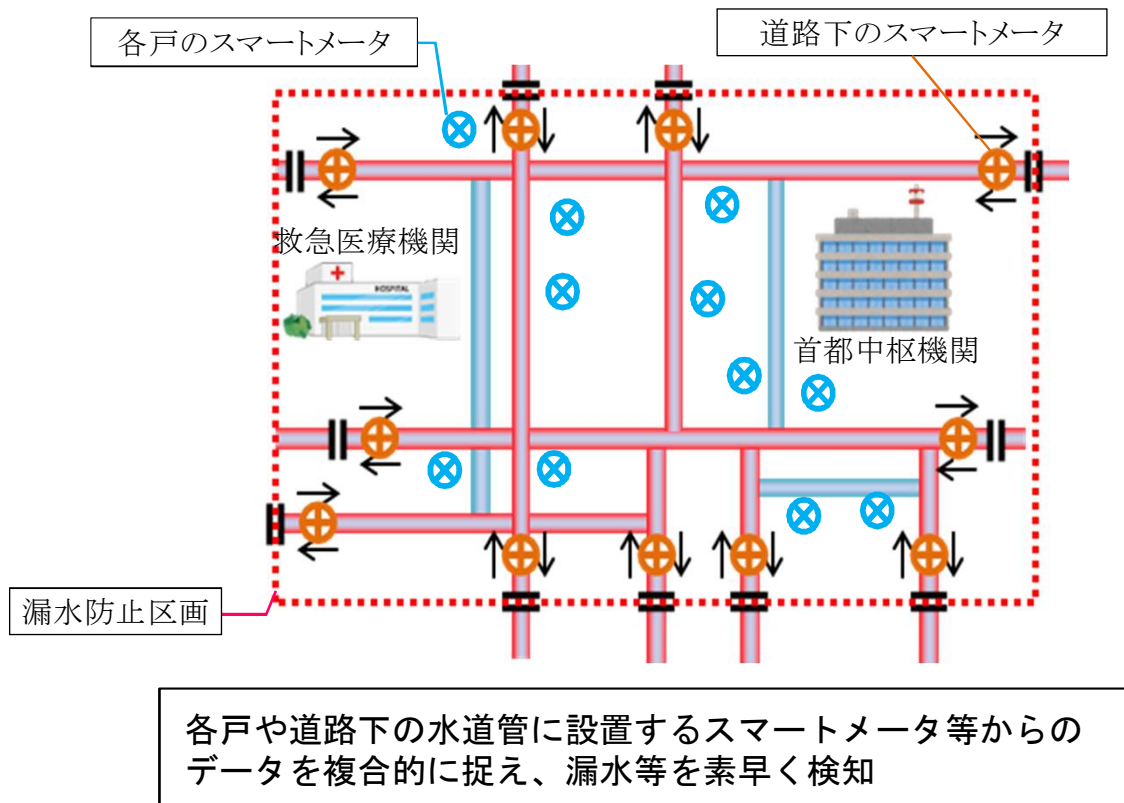 各戸のスマートメータ
道路下のスマートメータ
救急医療機関
HOSPITAL
首都中枢機関
漏水防止区画
各戸や道路下の水道管に設置するスマートメータ等からの
データを複合的に捉え、漏水等を素早く検知